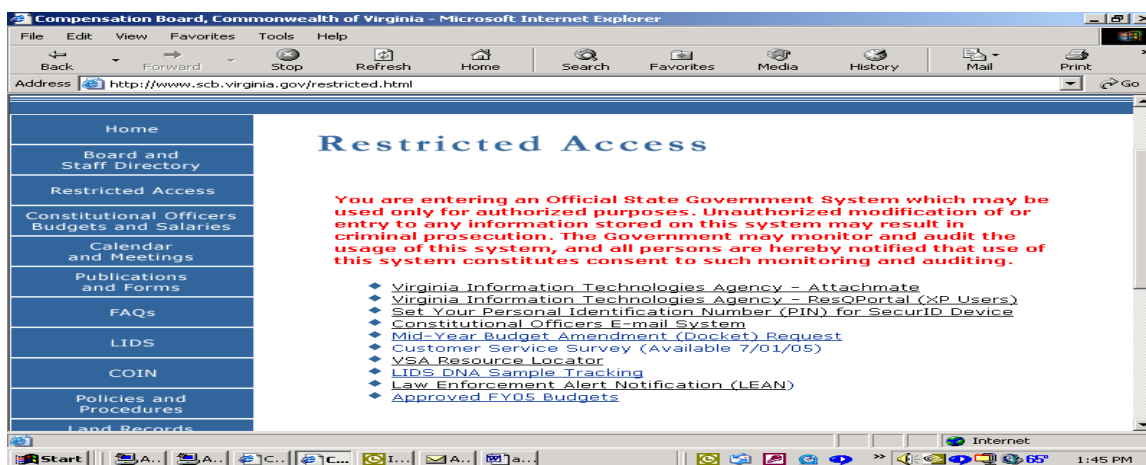 Compensation Board, Commonwealth of Virginia - Microsoft Internet Explorer
File Edit View Favorites Tools Help
Back Forward Stop Refresh Home Search Favorites Media History Mail Print
Address http://www.scb.virginia.gov/restricted.html Go
Home
Board and
Staff Directory
Restricted Access
Constitutional Officers
Budgets and Salaries
Calendar
and Meetings
Publications
and Forms
FAQs
LIDS
COIN
Policies and
Procedures
Land Records
Restricted Access
You are entering an Official State Government System which may be
used only for authorized purposes. Unauthorized modification of or
entry to any information stored on this system may result in
criminal prosecution. The Government may monitor and audit the
usage of this system, and all persons are hereby notified that use of
this system constitutes consent to such monitoring and auditing.
Virginia Information Technologies Agency - Attachmate
Virginia Information Technologies Agency - ResQPortal (XP Users)
Set Your Personal Identification Number (PIN) for SecurID Device
Constitutional Officers E-mail System
Mid-Year Budget Amendment (Docket) Request
Customer Service Survey (Available 7/01/05)
VSA Resource Locator
LIDS DNA Sample Tracking
Law Enforcement Alert Notification (LEAN)
Approved FY05 Budgets
Internet
Start A.. A.. C.. C... I... A.. a.. 65° 1:45 PM